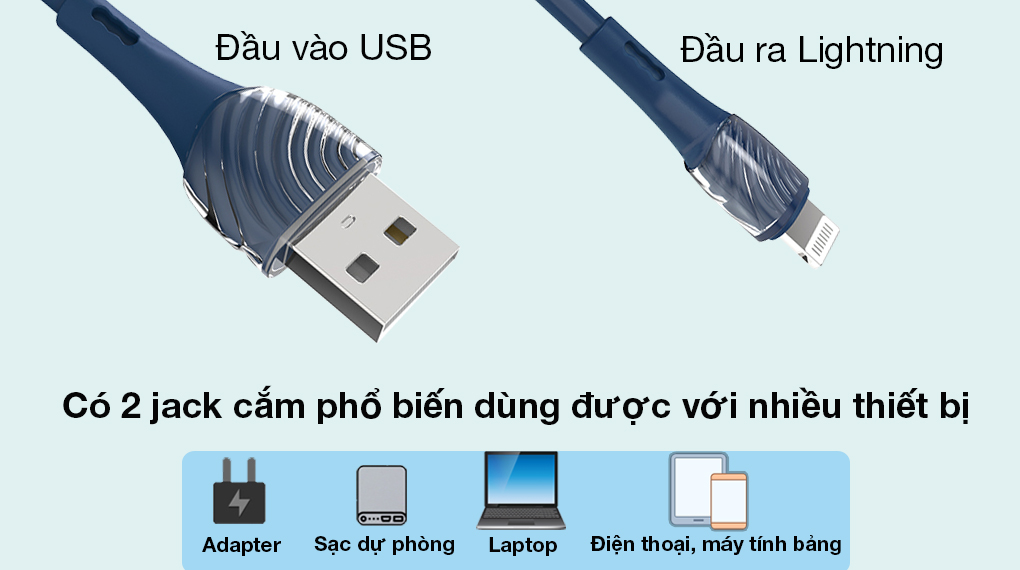 Đầu vào USB
Đầu ra Lightning
Có 2 jack cắm phổ biến dùng được với nhiều thiết bị
Adapter
Sạc dự phòng
Laptop
Điện thoại, máy tính bảng